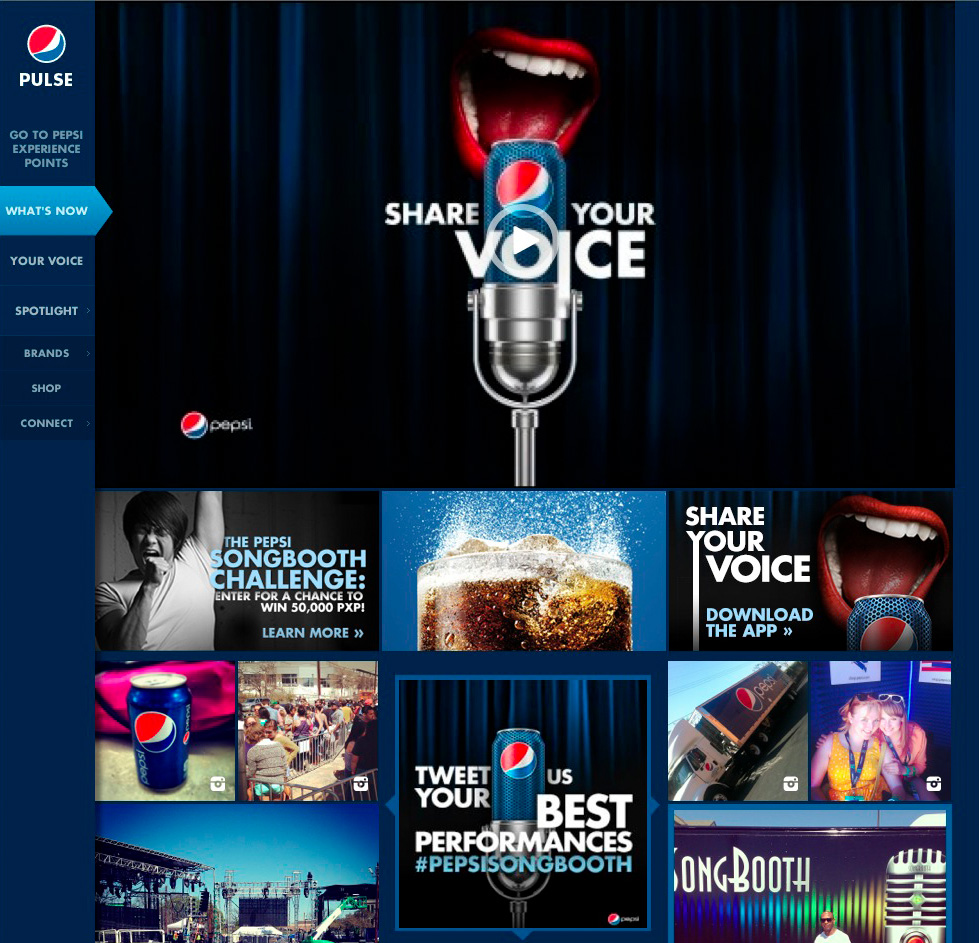 PULSE
GO TO PEPSI
EXPERIENCE
POINTS
WHAT'S NOW
YOUR VOICE
SPOTLIGHT
BRANDS
SHOP
CONNECT
SHARE YOUR
VOICE
pepsi
THE PEPSI
SONGBOOTH
CHALLENGE:
ENTER FOR A CHANCE TO
WIN 50,000 PXP!
LEARN MORE »
SHARE
YOUR
VOICE
DOWNLOAD
THE APP »
pepsi
pepsi
TWEET US
YOUR BEST
PERFORMANCES
#PEPSISONGBOOTH
pepsi
SONGBOOTH